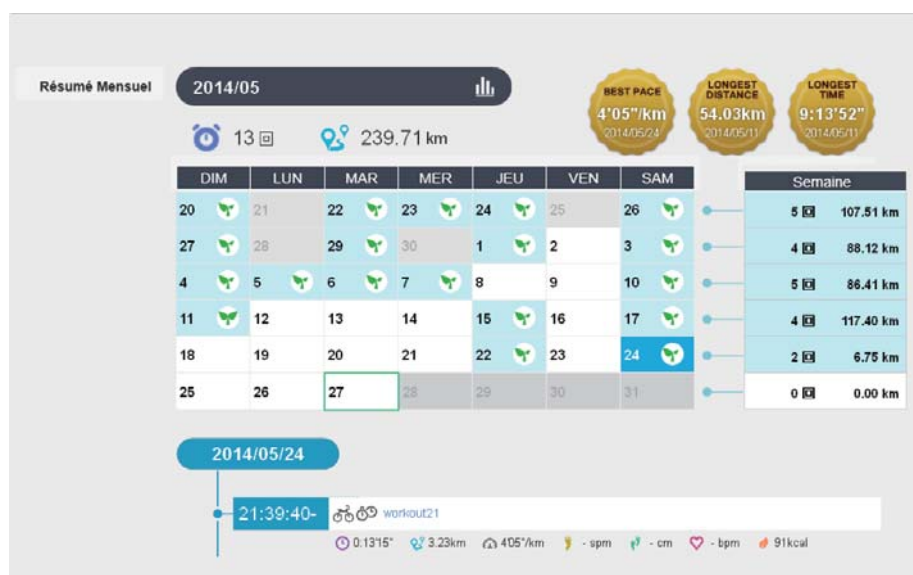 Résumé Mensuel
2014/05
BEST PACE
4'05"/km
2014/05/24
LONGEST
DISTANCE
54.03km
2014/05/11
LONGEST
TIME
9:13'52"
2014/05/11
13
239.71 km
DIM LUN MAR MER JEU VEN SAM
Semaine
20 21 22 23 24 25 26 5 107.51 km
27 28 29 30 1 2 3 4 88.12 km
4 5 6 7 8 9 10 5 86.41 km
11 12 13 14 15 16 17 4 117.40 km
18 19 20 21 22 23 24 2 6.75 km
25 26 27 28 29 30 31 0 0.00 km
2014/05/24
21:39:40- workout21
0:13'15" 3.23km 4'05"/km - spm - cm - bpm 91kcal